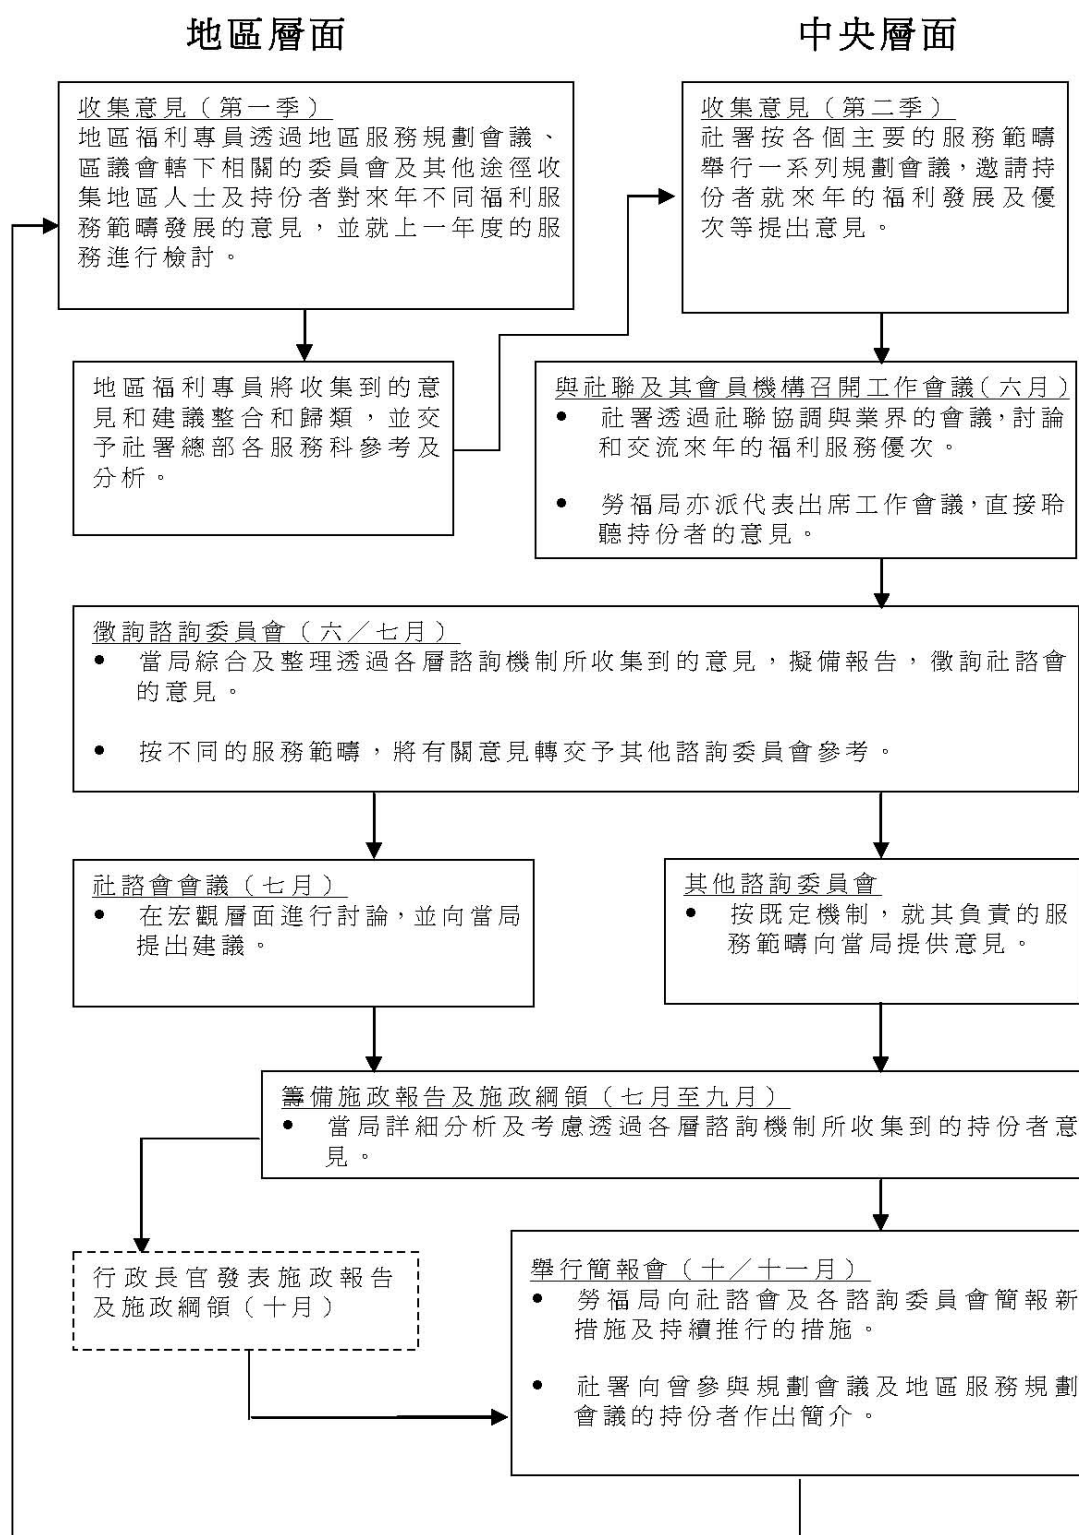 地區層面
中央層面
收集意見（第一季）
地區福利專員透過地區服務規劃會議、
區議會轄下相關的委員會及其他途徑收
集地區人士及持份者對來年不同福利服
務範疇發展的意見，並就上一年度的服
務進行檢討。
收集意見（第二季）
社署按各個主要的服務範疇
舉行一系列規劃會議，邀請持
份者就來年的福利發展及優
次等提出意見。
地區福利專員將收集到的意
見和建議整合和歸類，並交
予社署總部各服務科參考及
分析。
與社聯及其會員機構召開工作會議（六月）
● 社署透過社聯協調與業界的會議，討論
和交流來年的福利服務優次。
● 勞福局亦派代表出席工作會議，直接聆
聽持份者的意見。
徵詢諮詢委員會（六／七月）
● 當局綜合及整理透過各層諮詢機制所收集到的意見，擬備報告，徵詢社諮會
的意見。
● 按不同的服務範疇，將有關意見轉交予其他諮詢委員會參考。
社諮會會議（七月）
● 在宏觀層面進行討論，並向當局
提出建議。
其他諮詢委員會
● 按既定機制，就其負責的服
務範疇向當局提供意見。
籌備施政報告及施政綱領（七月至九月）
● 當局詳細分析及考慮透過各層諮詢機制所收集到的持份者意
見。
行政長官發表施政報告
及施政綱領（十月）
舉行簡報會（十／十一月）
● 勞福局向社諮會及各諮詢委員會簡報新
措施及持續推行的措施。
● 社署向曾參與規劃會議及地區服務規劃
會議的持份者作出簡介。